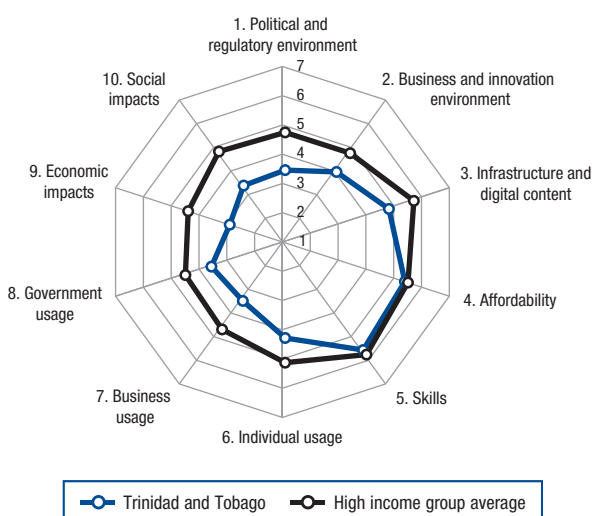 1. Political and
regulatory environment
2. Business and innovation
environment
3. Infrastructure and
digital content
4. Affordability
5. Skills
6. Individual usage
7. Business
usage
8. Government
usage
9. Economic
impacts
10. Social
impacts
7
6
5
4
3
2
1
Trinidad and Tobago
High income group average